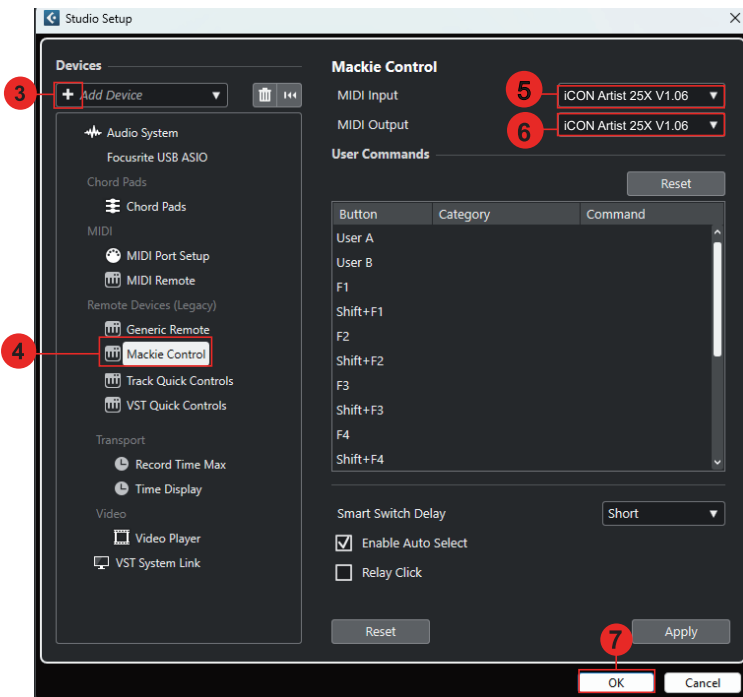 Studio Setup
Devices
3
+ Add Device
Audio System
Focusrite USB ASIO
Chord Pads
Chord Pads
MIDI
MIDI Port Setup
MIDI Remote
Remote Devices (Legacy)
Generic Remote
4
Mackie Control
Track Quick Controls
VST Quick Controls
Transport
Record Time Max
Time Display
Video
Video Player
VST System Link
Mackie Control
MIDI Input
5
iCON Artist 25X V1.06
MIDI Output
6
iCON Artist 25X V1.06
User Commands
Reset
Button Category Command
User A
User B
F1
Shift+F1
F2
Shift+F2
F3
Shift+F3
F4
Shift+F4
Smart Switch Delay Short
Enable Auto Select
Relay Click
Reset
7
Apply
OK
Cancel